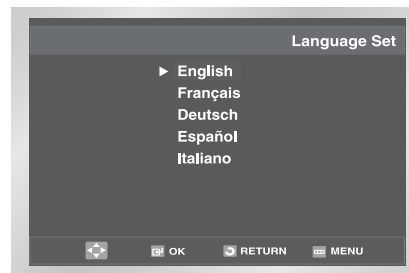 Language Set
► English
Français
Deutsch
Español
Italiano
OK RETURN MENU